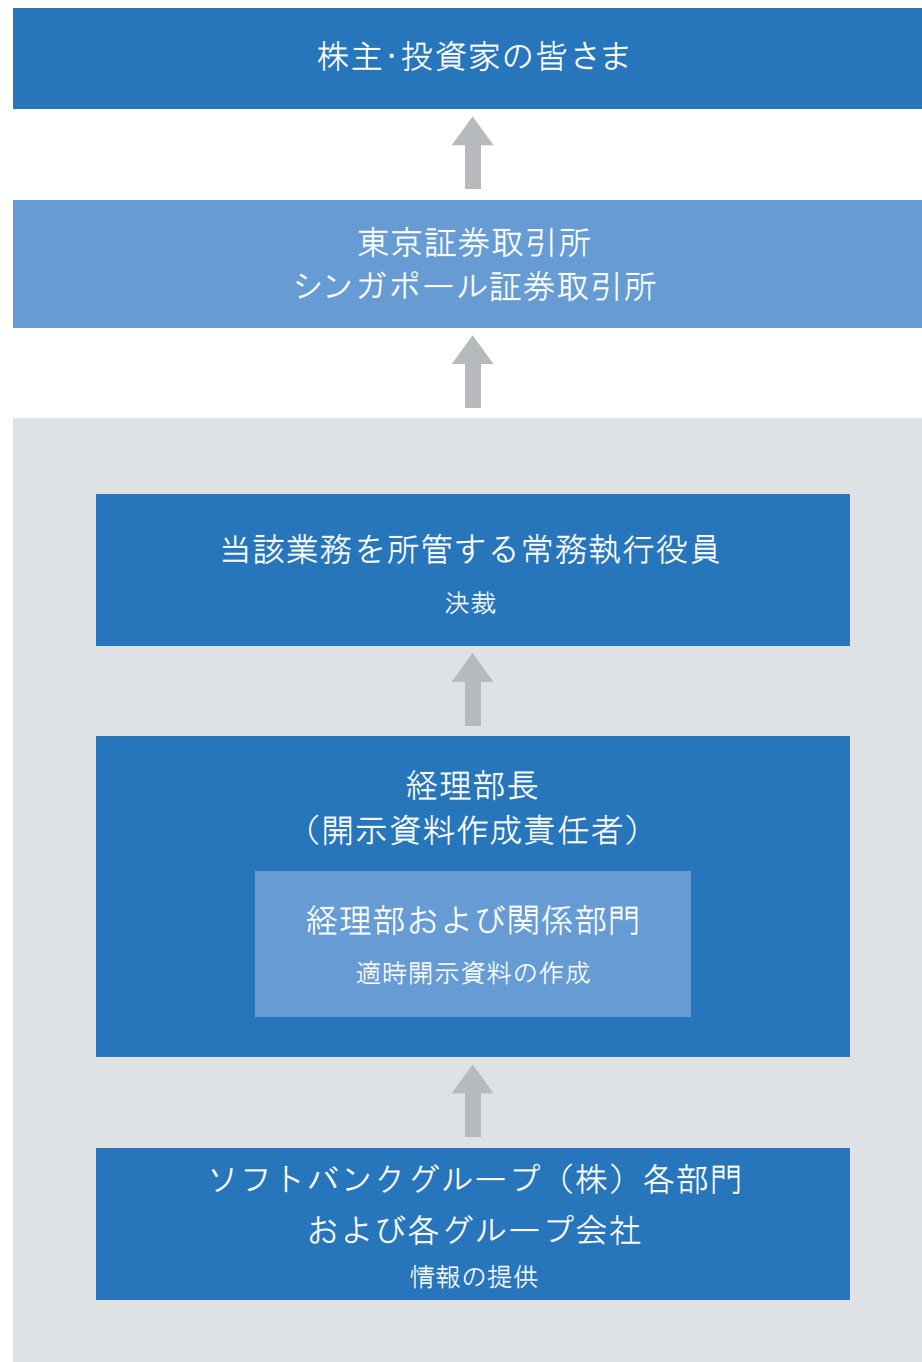 株主・投資家の皆さま
東京証券取引所
シンガポール証券取引所
当該業務を所管する常務執行役員
決裁
経理部長
（開示資料作成責任者）
経理部および関係部門
適時開示資料の作成
ソフトバンクグループ（株）各部門
および各グループ会社
情報の提供